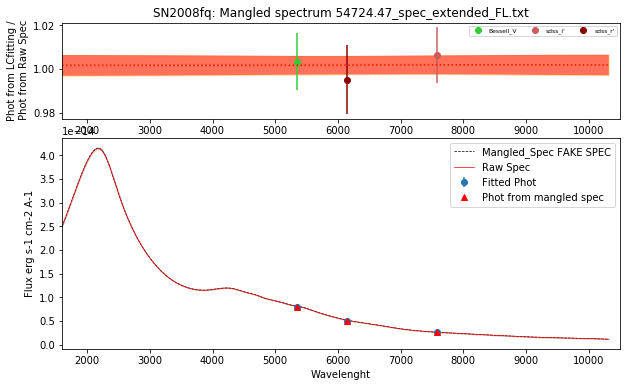 SN2008fq: Mangled spectrum 54724.47_spec_extended_FL.txt
Phot from LCfitting /
Phot from Raw Spec
1.02
1.00
0.98
Bessell_V
sdss_i'
sdss_r'
2000 3000 4000 5000 6000 7000 8000 9000 10000
1e−14
Flux erg s-1 cm-2 A-1
4.0
3.5
3.0
2.5
2.0
1.5
1.0
0.5
0.0
Mangled_Spec FAKE SPEC
Raw Spec
Fitted Phot
Phot from mangled spec
2000 3000 4000 5000 6000 7000 8000 9000 10000
Wavelenght